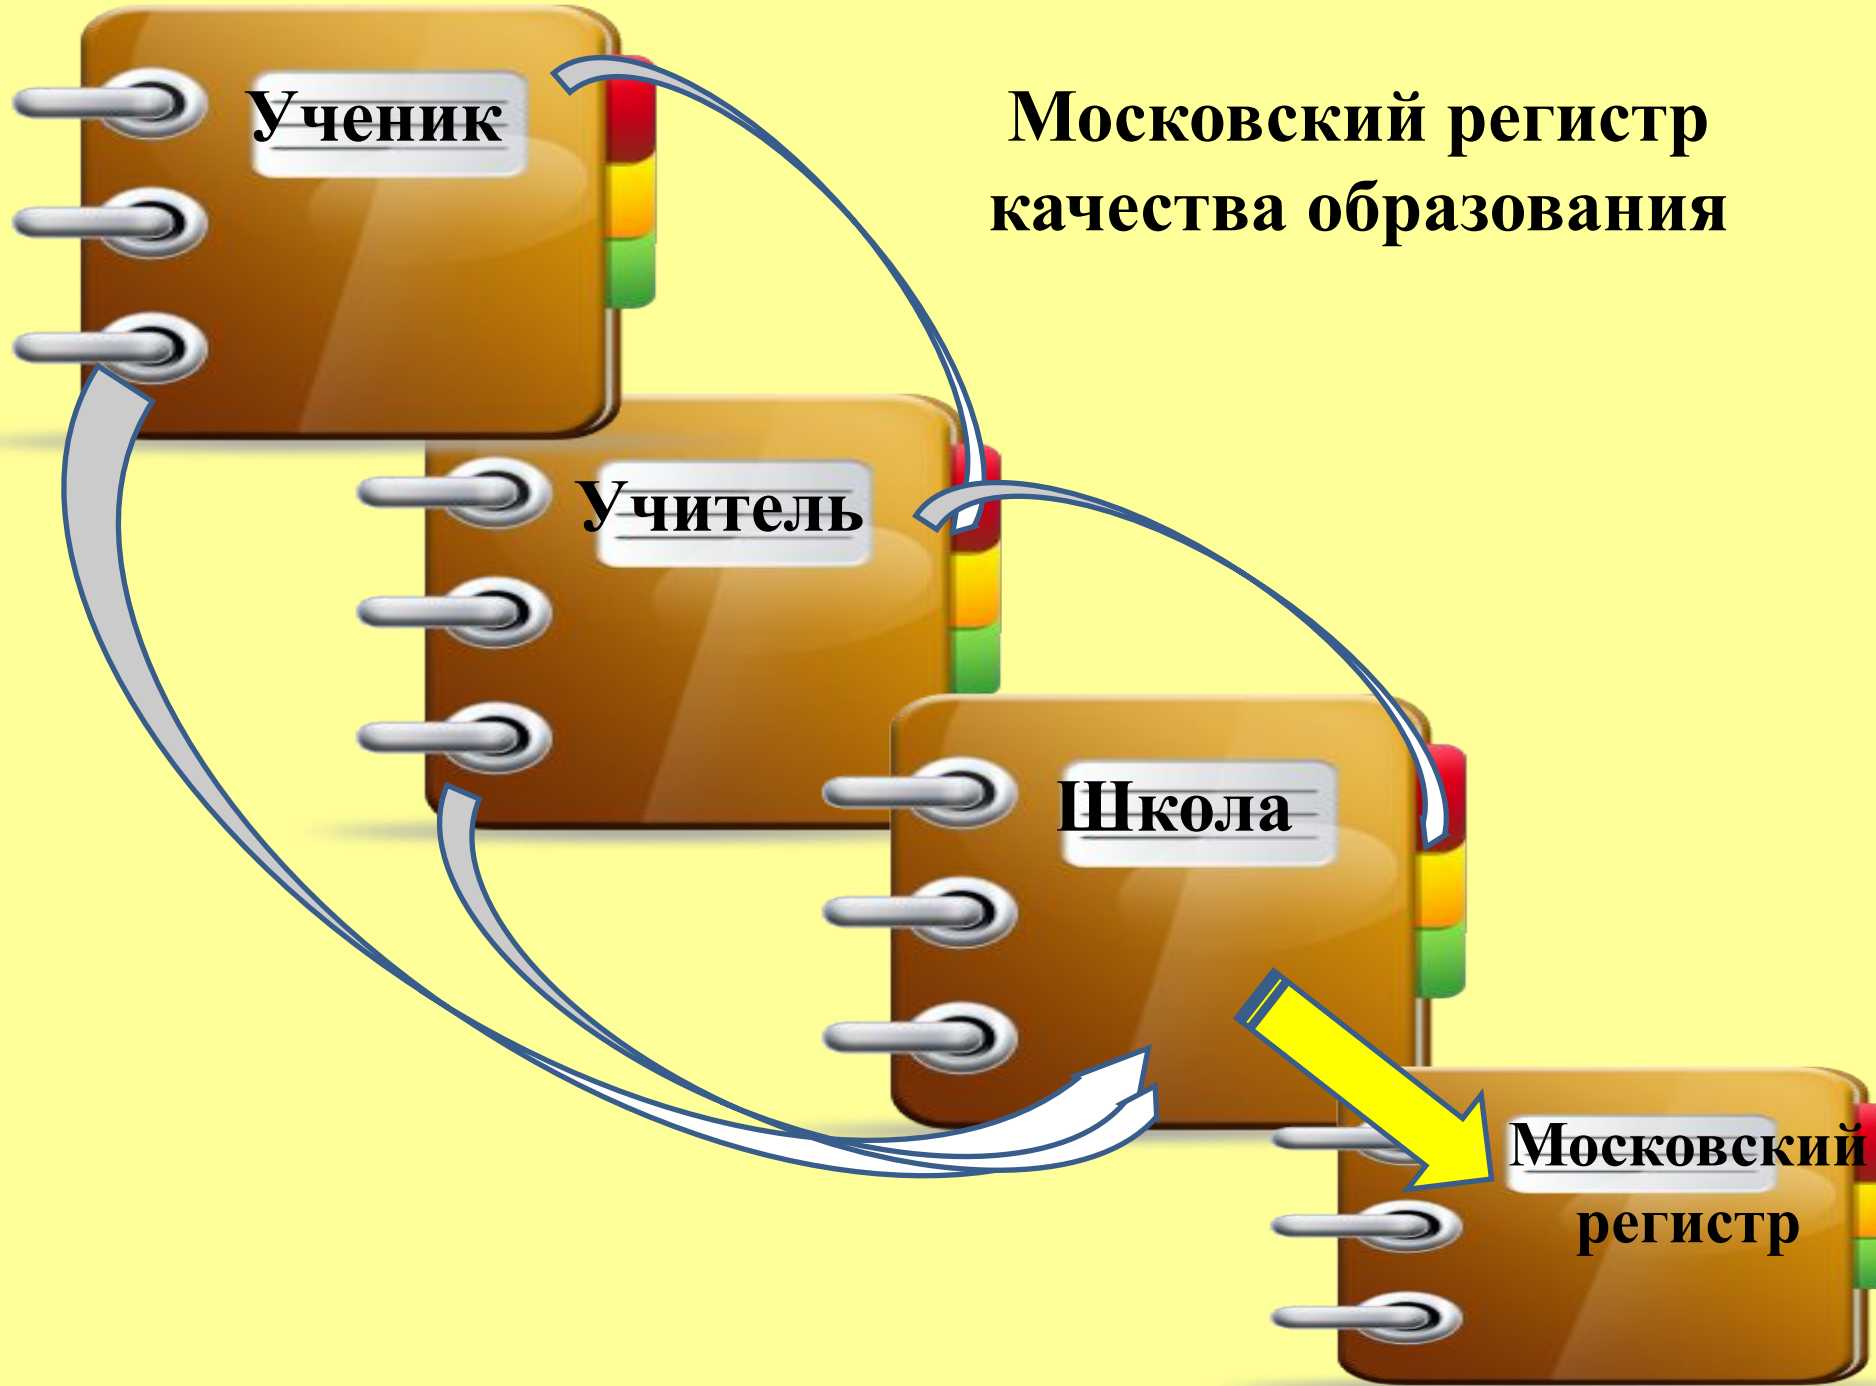 Ученик
Московский регистр
качества образования
Учитель
Школа
Московский
регистр